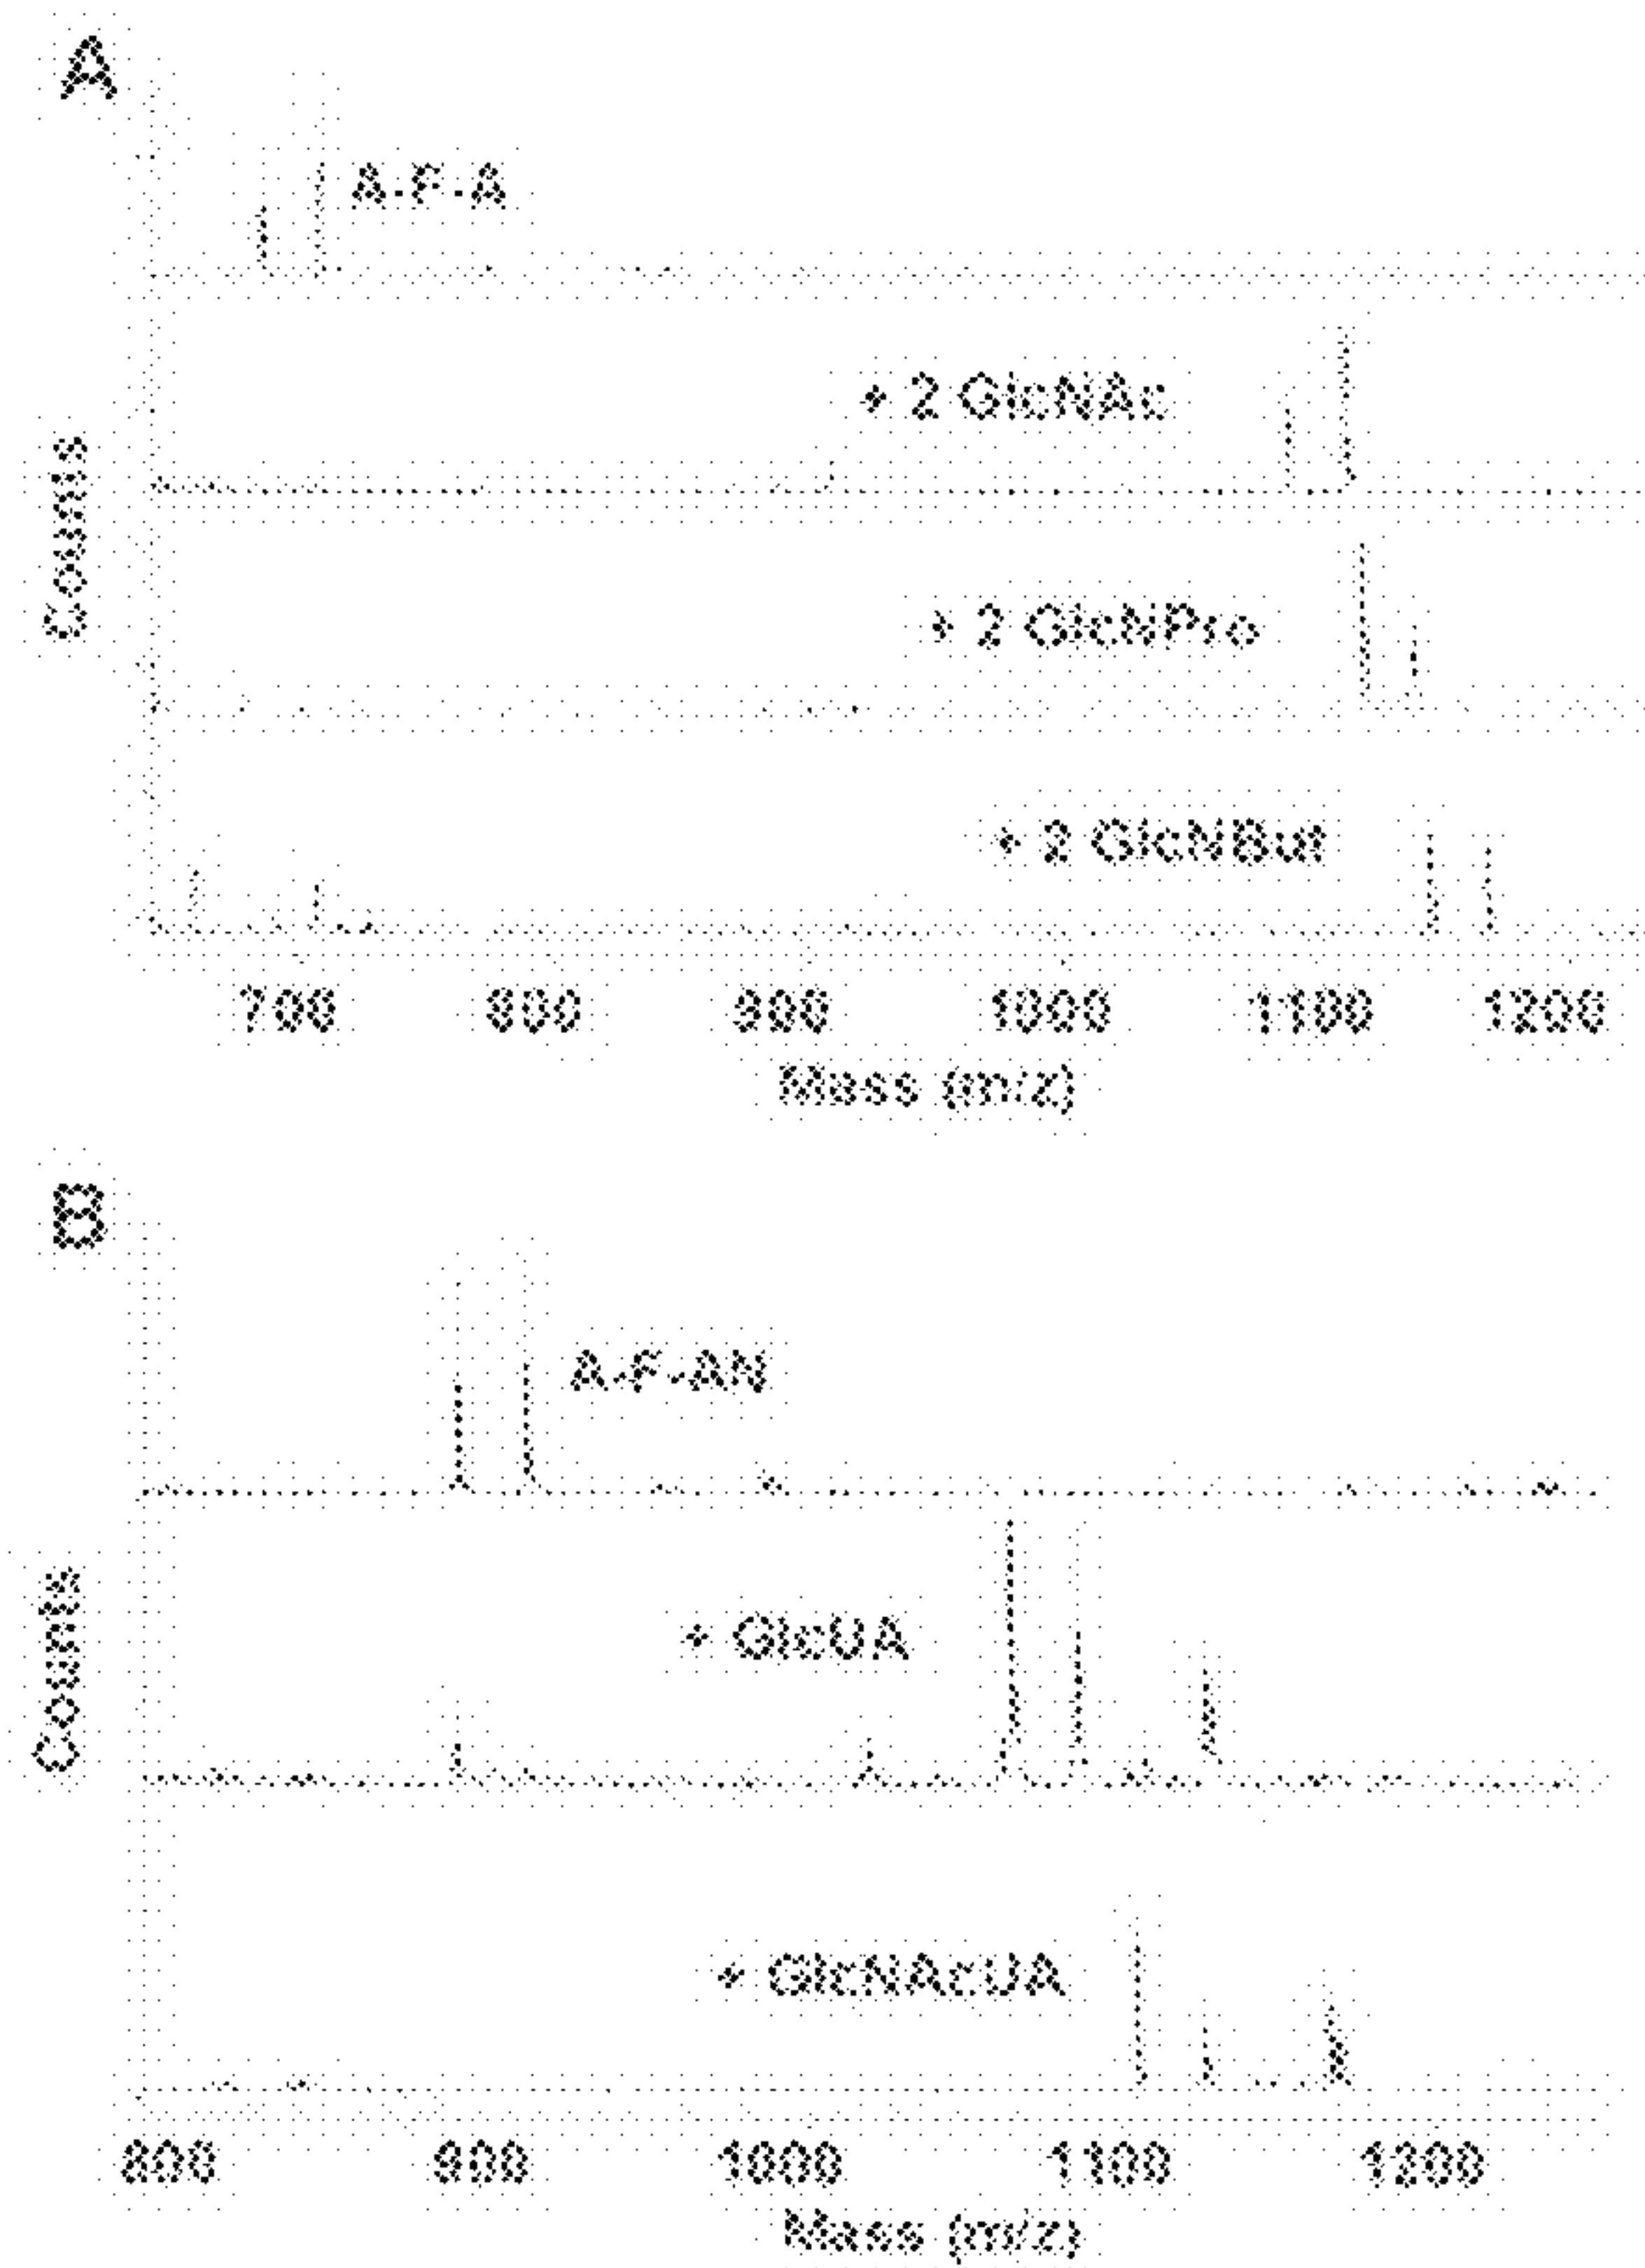 A
A-F-A
+ 2 GlcNAc
Counts
+ 2 GlcNPro
+ 2 GlcNBut
700 800 900 1000 1100 1200
Mass (m/z)
B
A-F-AN
+ GlcUA
Counts
+ GlcNAcUA
800 900 1000 1100 1200
Mass (m/z)